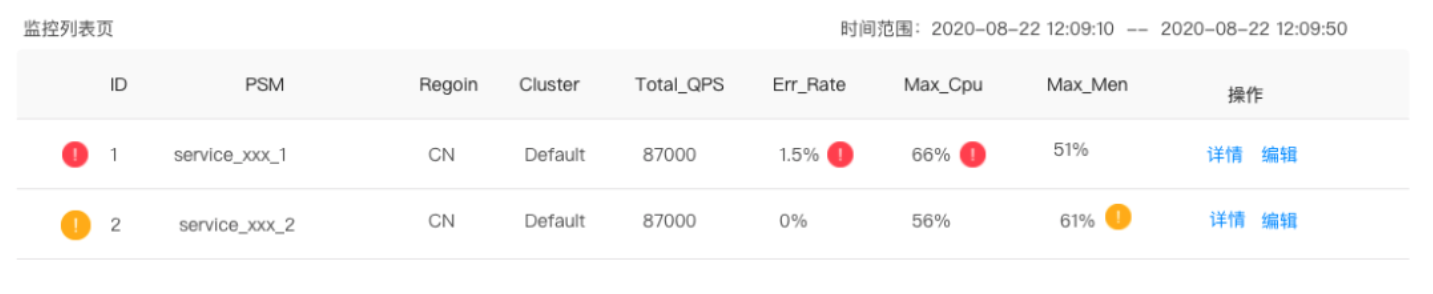 监控列表页 时间范围：2020-08-22 12:09:10 -- 2020-08-22 12:09:50
ID PSM Regoin Cluster Total_QPS Err_Rate Max_Cpu Max_Men 操作
! 1 service_xxx_1 CN Default 87000 1.5% ! 66% ! 51% 详情 编辑
! 2 service_xxx_2 CN Default 87000 0% 56% 61% ! 详情 编辑